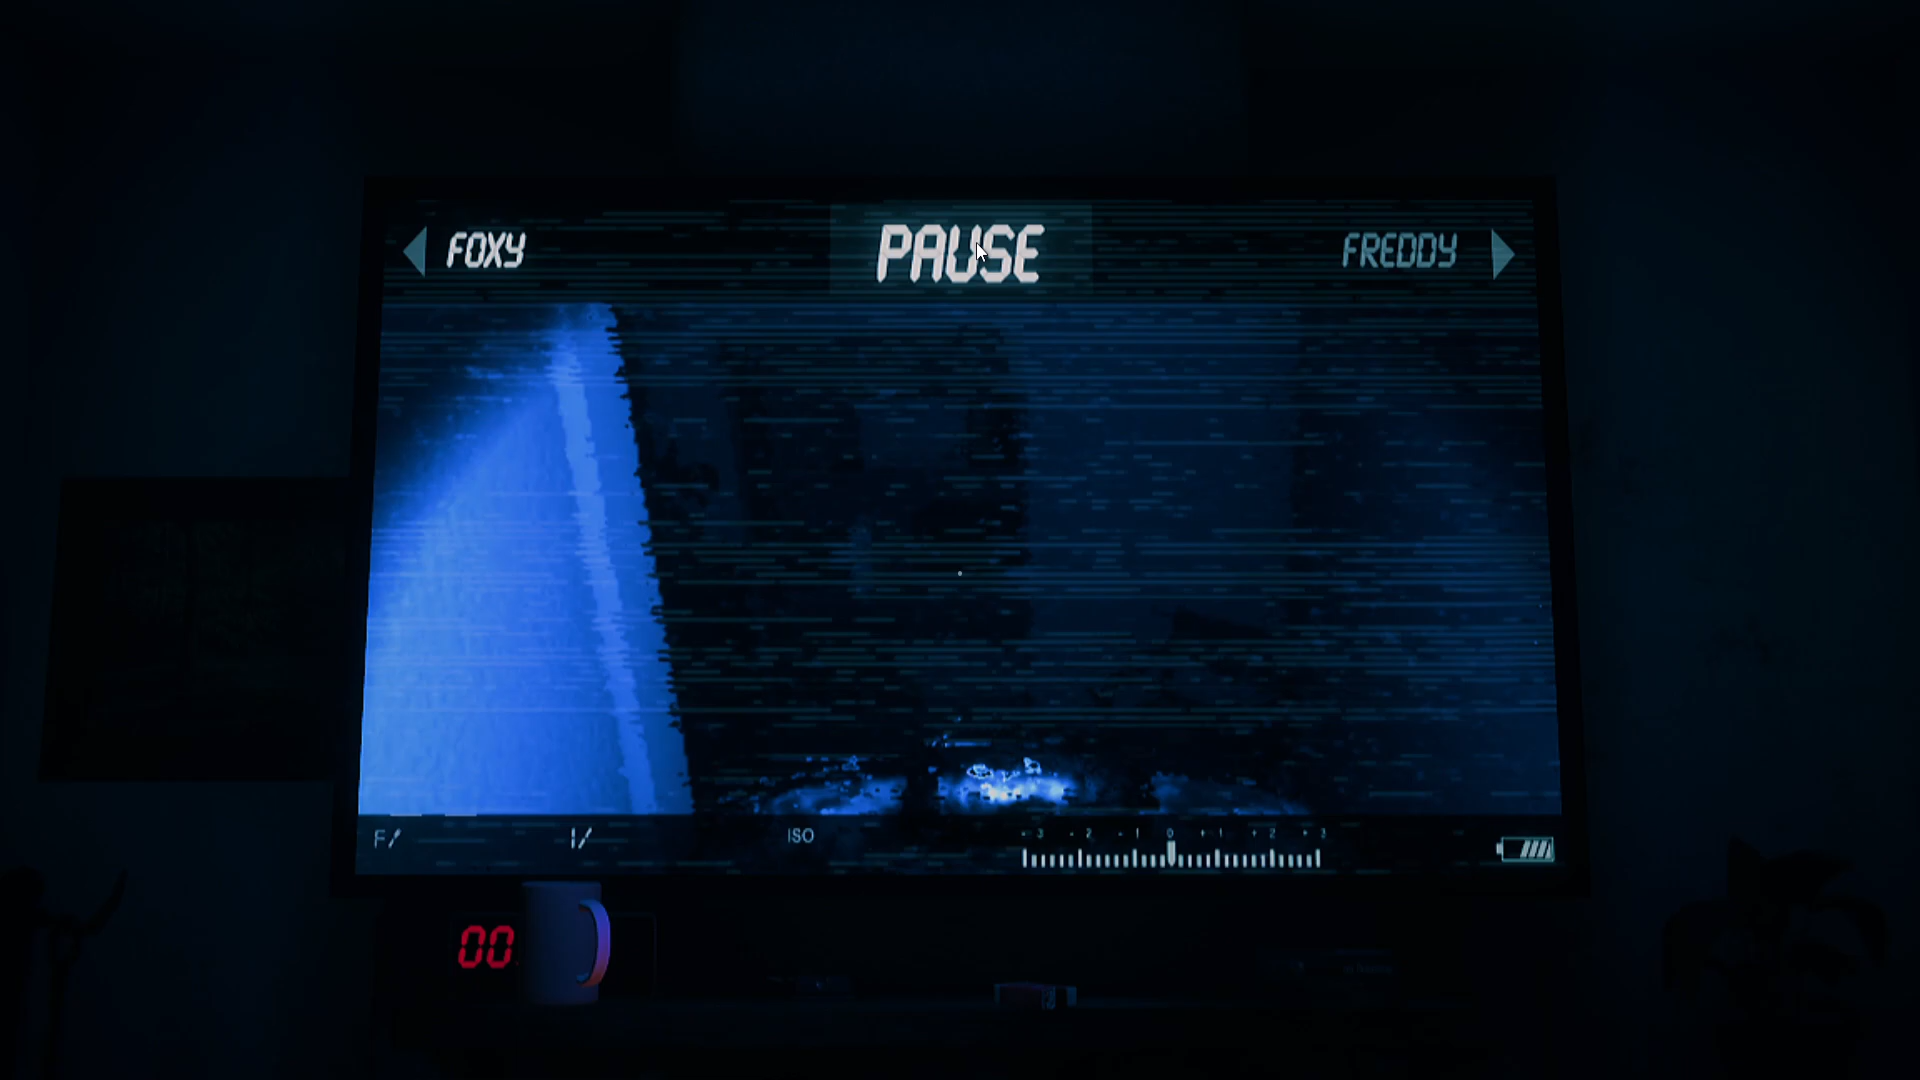 FOXY
PAUSE
FREDDY
F/
1/
ISO
-3 -2 -1 0 +1 +2 +3
00